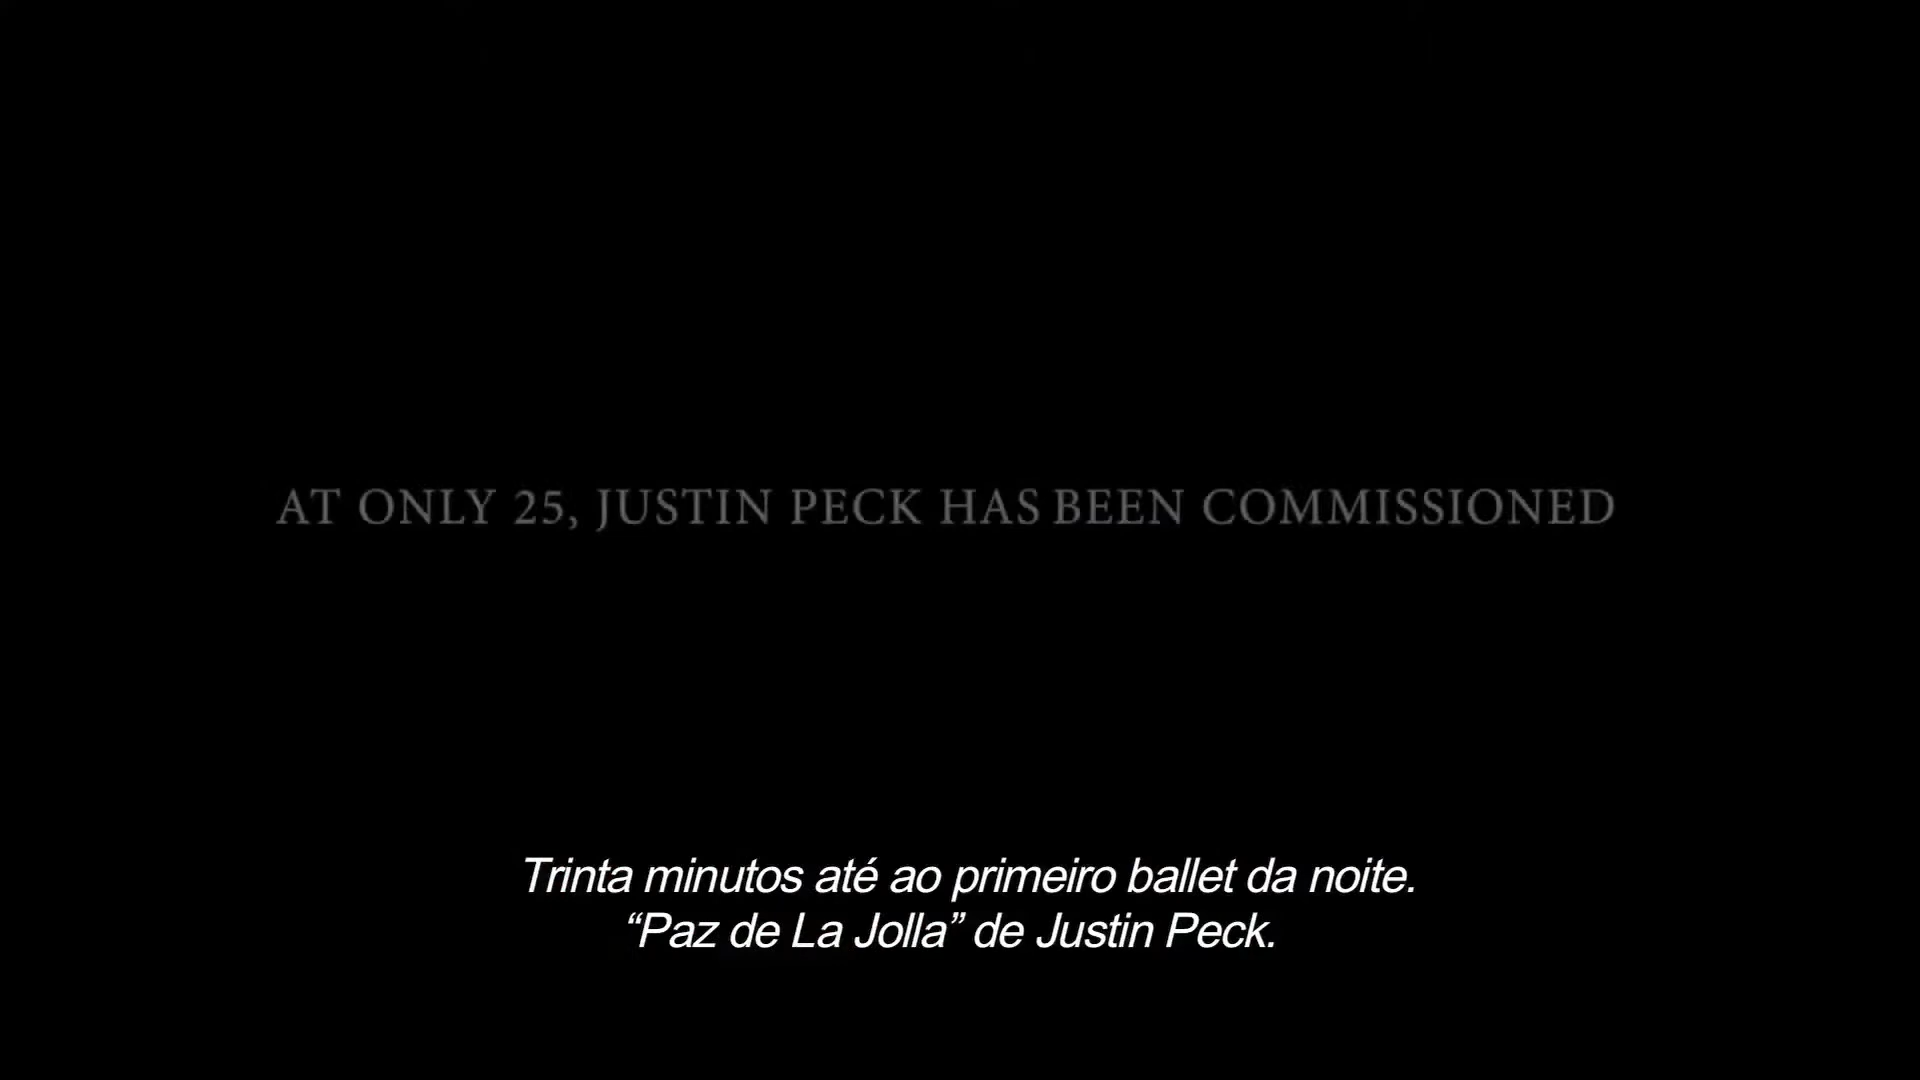 AT ONLY 25, JUSTIN PECK HAS BEEN COMMISSIONED
Trinta minutos até ao primeiro ballet da noite.
“Paz de La Jolla” de Justin Peck.